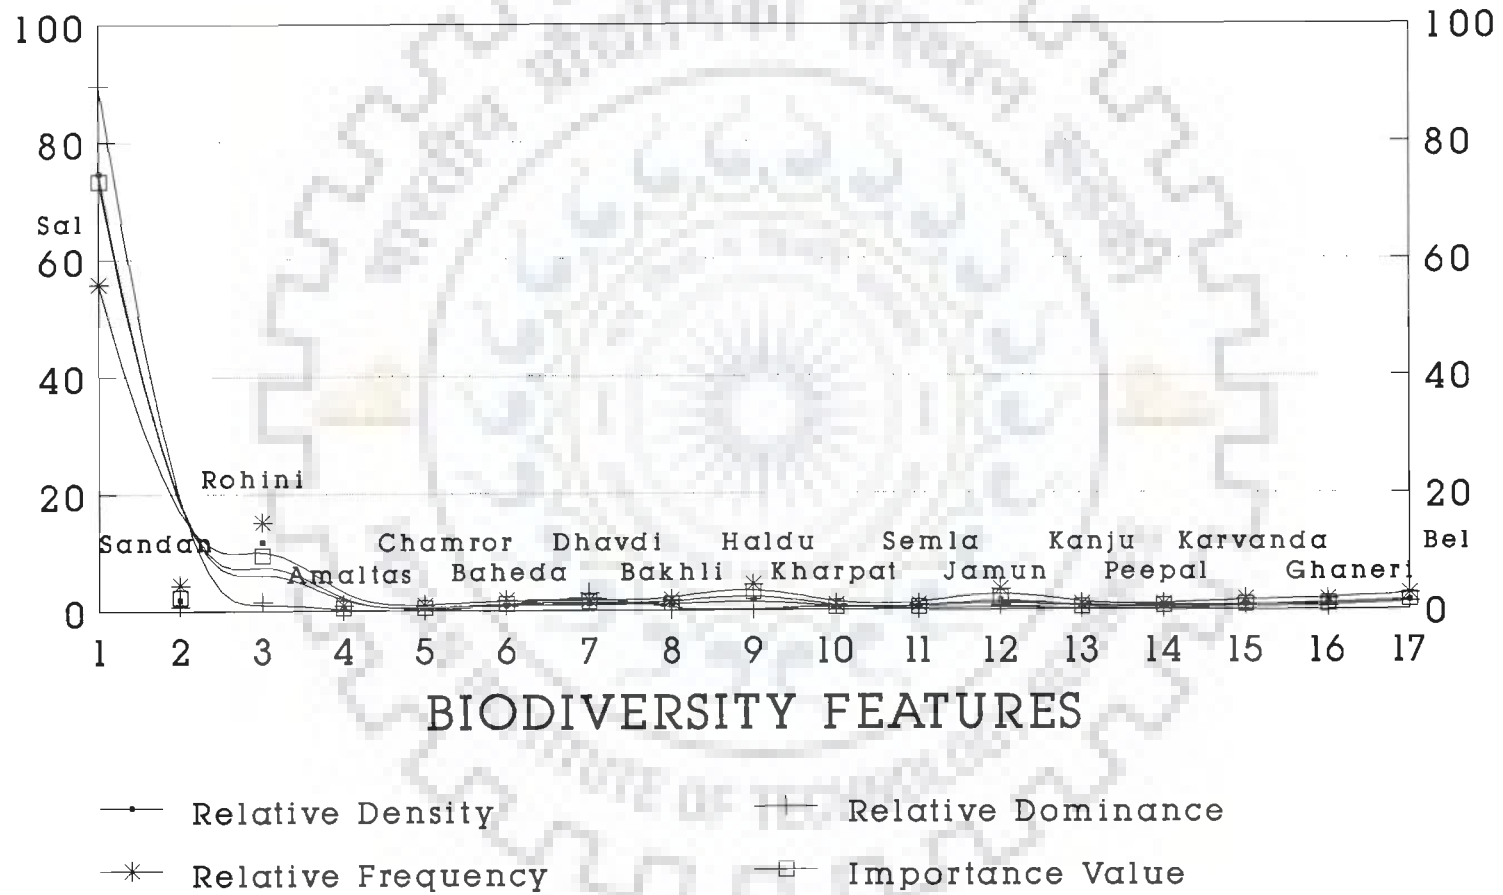 100 100
80 80
Sal
60 60
40 40
Rohini
20 20
Sandan Chamror Dhavdi Haldu Semla Kanju Karvanda Bel
Amaltas Baheda Bakhli Kharpat Jamun Peepal Ghaneri
0 0
1 2 3 4 5 6 7 8 9 10 11 12 13 14 15 16 17
BIODIVERSITY FEATURES
Relative Density Relative Dominance
Relative Frequency Importance Value